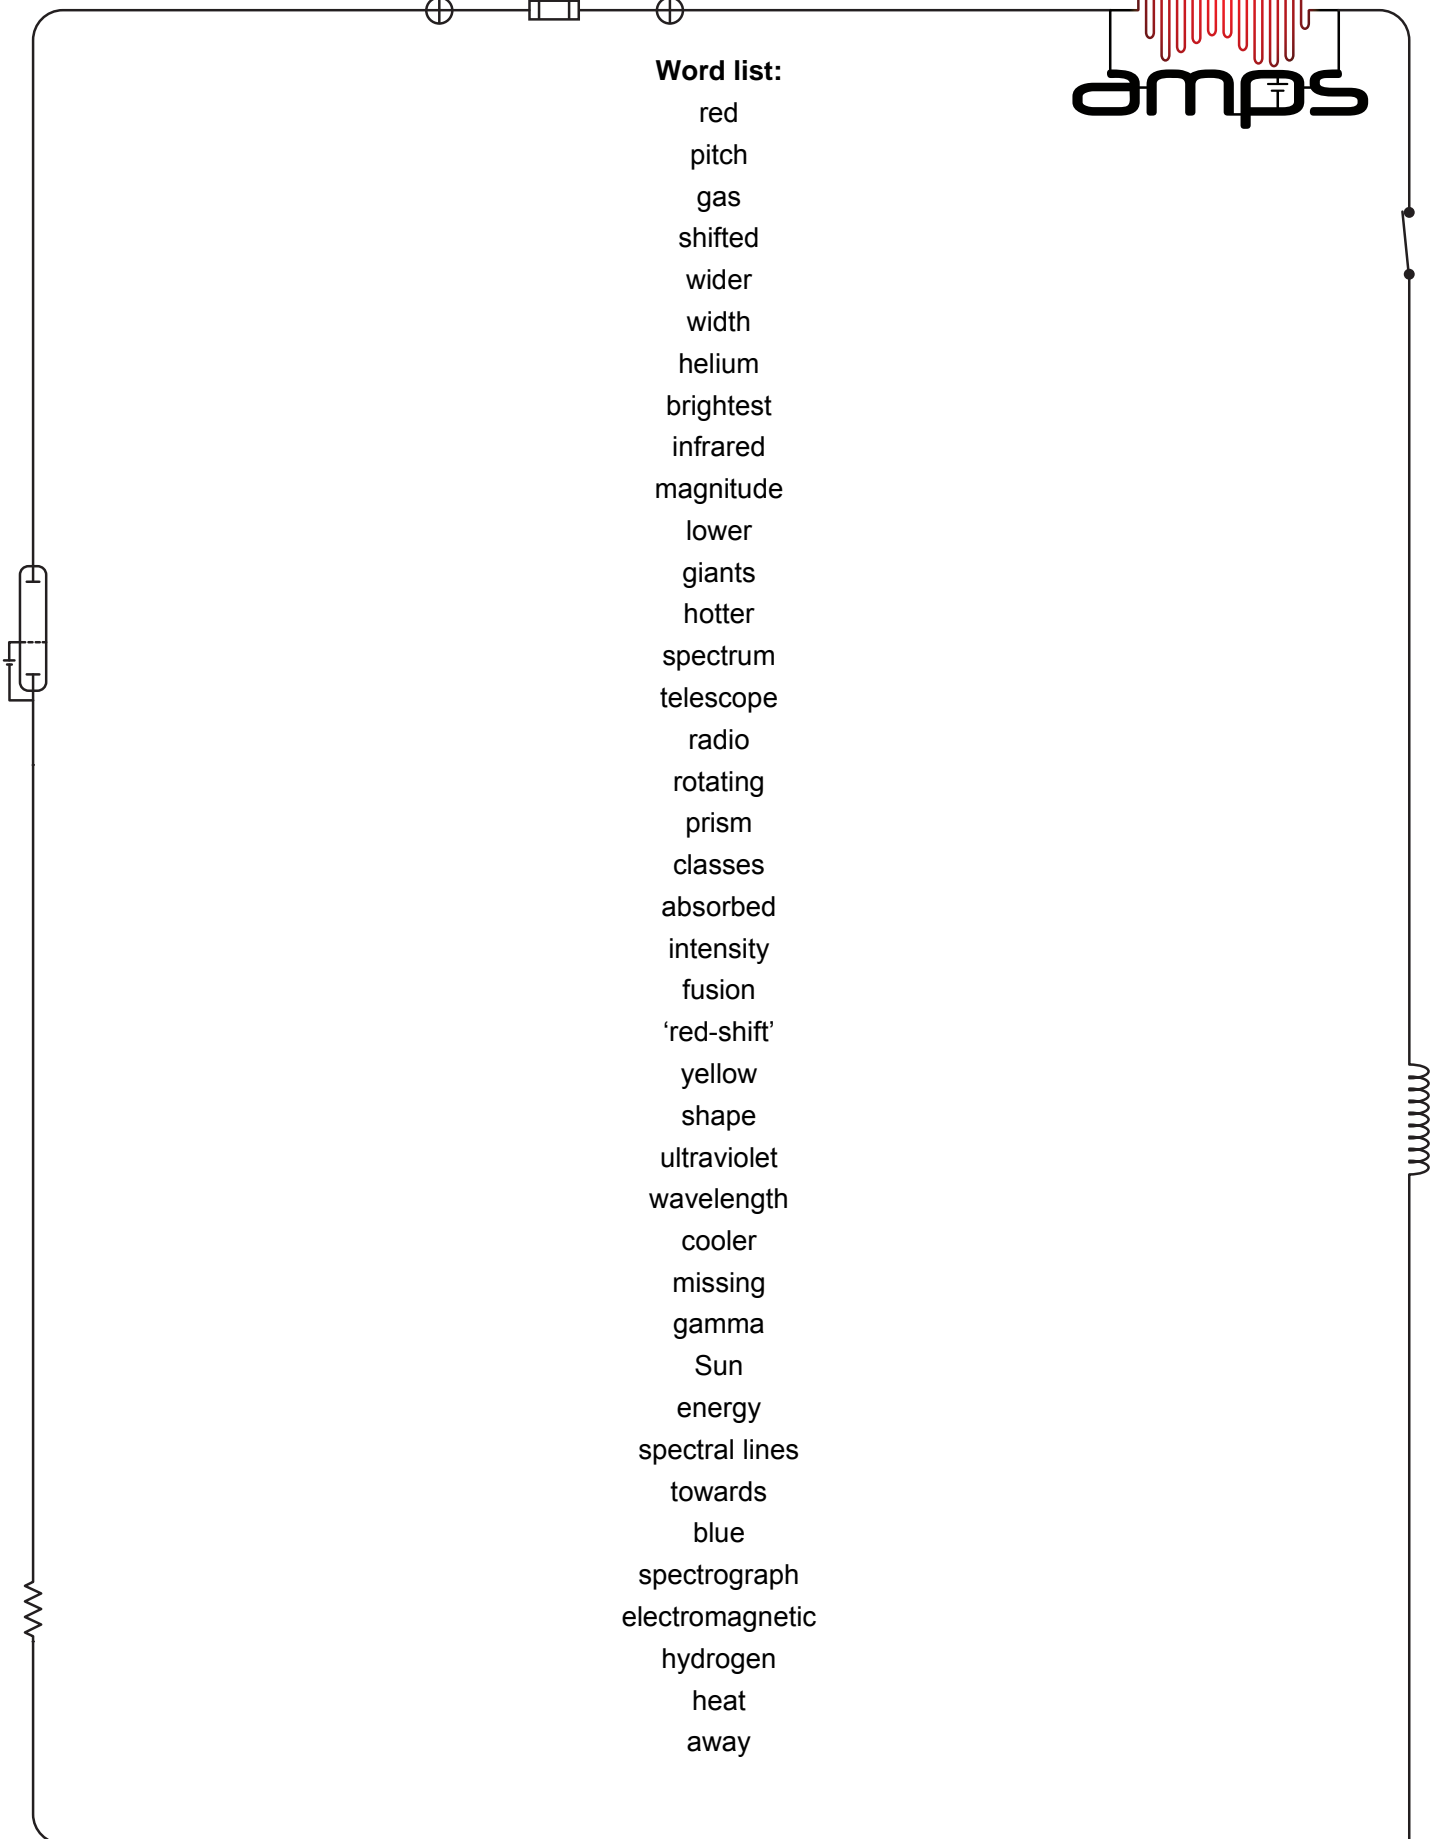 Word list:
amps
red
pitch
gas
shifted
wider
width
helium
brightest
infrared
magnitude
lower
giants
hotter
spectrum
telescope
radio
rotating
prism
classes
absorbed
intensity
fusion
‘red-shift’
yellow
shape
ultraviolet
wavelength
cooler
missing
gamma
Sun
energy
spectral lines
towards
blue
spectrograph
electromagnetic
hydrogen
heat
away